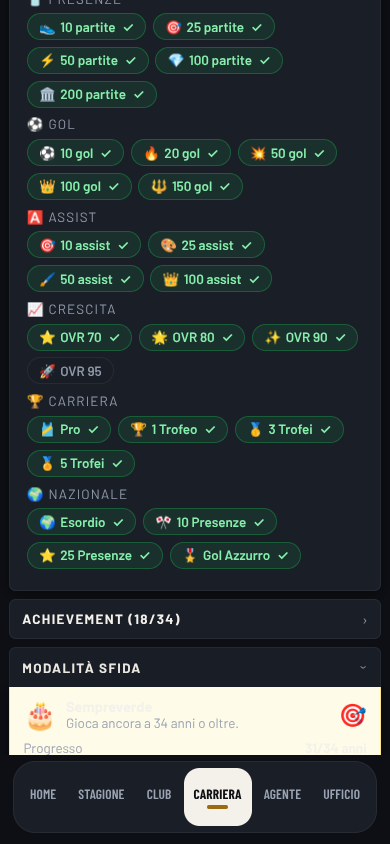 PRESENZE
10 partite ✓ 25 partite ✓
50 partite ✓ 100 partite ✓
200 partite ✓
GOL
10 gol ✓ 20 gol ✓ 50 gol ✓
100 gol ✓ 150 gol ✓
ASSIST
10 assist ✓ 25 assist ✓
50 assist ✓ 100 assist ✓
CRESCITA
OVR 70 ✓ OVR 80 ✓ OVR 90 ✓
OVR 95
CARRIERA
Pro ✓ 1 Trofeo ✓ 3 Trofei ✓
5 Trofei ✓
NAZIONALE
Esordio ✓ 10 Presenze ✓
25 Presenze ✓ Gol Azzurro ✓
ACHIEVEMENT (18/34)
MODALITÀ SFIDA
Sempreverde
Gioca ancora a 34 anni o oltre.
Progresso 31/34 anni
HOME STAGIONE CLUB CARRIERA AGENTE UFFICIO